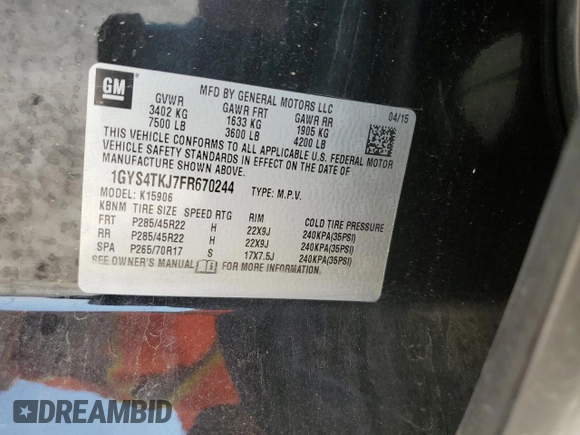 GM
MFD BY GENERAL MOTORS LLC
04/15
GVWR GAWR FRT GAWR RR
3402 KG 1633 KG 1905 KG
7500 LB 3600 LB 4200 LB
THIS VEHICLE CONFORMS TO ALL APPLICABLE U.S. FEDERAL MOTOR
VEHICLE SAFETY STANDARDS IN EFFECT ON THE DATE OF
MANUFACTURE SHOWN ABOVE.
1GYS4TKJ7FR670244 TYPE: M.P.V.
MODEL: K15906
KBNM TIRE SIZE SPEED RTG RIM COLD TIRE PRESSURE
FRT P285/45R22 H 22X9J 240KPA(35PSI)
RR P285/45R22 H 22X9J 240KPA(35PSI)
SPA P265/70R17 S 17X7.5J 240KPA(35PSI)
SEE OWNER'S MANUAL FOR MORE INFORMATION.
DREAMBID